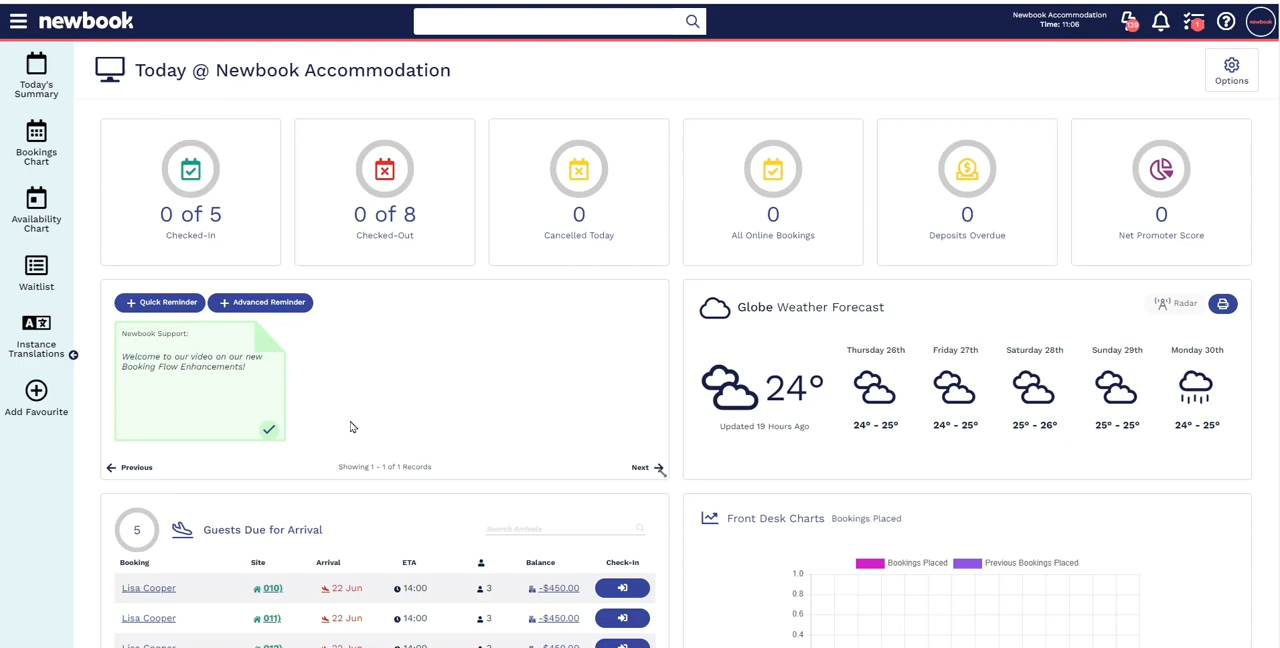 newbook
Newbook Accommodation
Time: 11:06
139
1
newbook
Today's
Summary
Bookings
Chart
Availability
Chart
Waitlist
Instance
Translations
Add Favourite
Today @ Newbook Accommodation
Options
0 of 5
Checked-In
0 of 8
Checked-Out
0
Cancelled Today
0
All Online Bookings
0
Deposits Overdue
0
Net Promoter Score
Quick Reminder
Advanced Reminder
Newbook Support:
Welcome to our video on our new
Booking Flow Enhancements!
Previous
Showing 1 - 1 of 1 Records
Next
Globe Weather Forecast
Radar
24°
Updated 19 Hours Ago
Thursday 26th
Friday 27th
Saturday 28th
Sunday 29th
Monday 30th
24° - 25°
24° - 25°
25° - 26°
25° - 25°
24° - 25°
5
Guests Due for Arrival
Search Arrivals
Booking Site Arrival ETA Balance Check-In
Lisa Cooper 010) 22 Jun 14:00 3 -$450.00
Lisa Cooper 011) 22 Jun 14:00 3 -$450.00
Front Desk Charts Bookings Placed
Bookings Placed Previous Bookings Placed
1.0
0.8
0.6
0.4